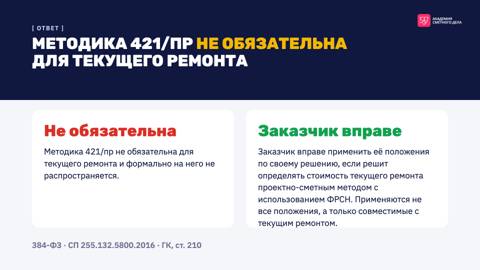 [ ОТВЕТ ]
АКАДЕМИЯ
СМЕТНОГО ДЕЛА
МЕТОДИКА 421/ПР НЕ ОБЯЗАТЕЛЬНА
ДЛЯ ТЕКУЩЕГО РЕМОНТА
Не обязательна
Методика 421/пр не обязательна для
текущего ремонта и формально на него не
распространяется.
Заказчик вправе
Заказчик вправе применить её положения
по своему решению, если решит
определять стоимость текущего ремонта
проектно-сметным методом с
использованием ФРСН. Применяются не
все положения, а только совместимые с
текущим ремонтом.
384-ФЗ · СП 255.132.5800.2016 · ГК, ст. 210